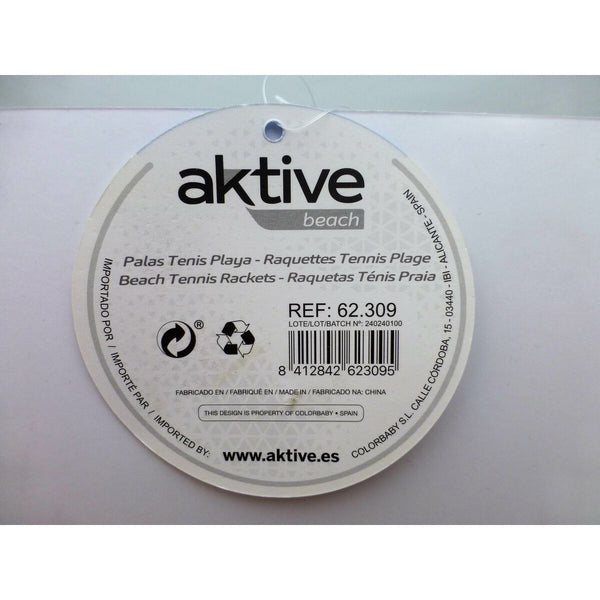 aktive
beach
Palas Tenis Playa - Raquettes Tennis Plage
Beach Tennis Rackets - Raquetas Ténis Praia
®
REF: 62.309
LOTE/LOT/BATCH Nº: 240240100
8 412842 623095
FABRICADO EN / FABRIQUÉ EN / MADE IN / FABRICADO NA: CHINA
THIS DESIGN IS PROPERTY OF COLORBABY • SPAIN
www.aktive.es
IMPORTADO POR / IMPORTÉ PAR / IMPORTED BY: COLORBABY S.L. CALLE CÓRDOBA, 15 - 03440 - IBI - ALICANTE - SPAIN